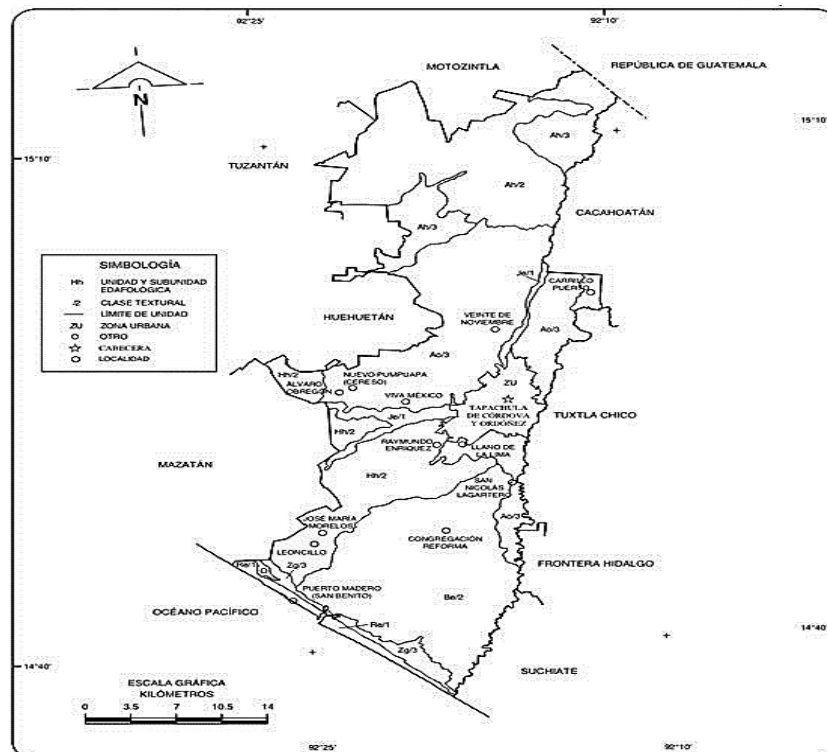 92°25'
92°10'
MOTOZINTLA
REPÚBLICA DE GUATEMALA
N
15°10'
15°10'
TUZANTÁN
Ah/3
Ah/2
CACAHOATÁN
Ah/3
SIMBOLOGÍA
Hh UNIDAD Y SUBUNIDAD
EDAFOLÓGICA
/2 CLASE TEXTURAL
LÍMITE DE UNIDAD
ZU ZONA URBANA
OTRO
CABECERA
LOCALIDAD
Je/1
CARRILLO
PUERTO
HUEHUETÁN
VEINTE DE
NOVIEMBRE
Ao/3
Ao/3
Hh/2
NUEVO PUMPUAPA
(CERESO)
ÁLVARO
OBREGÓN
ZU
VIVA MÉXICO
TAPACHULA
DE CÓRDOVA
Y ORDÓÑEZ
TUXTLA CHICO
Je/1
Hh/2
RAYMUNDO
ENRIQUEZ
LLANO DE
LA LIMA
MAZATÁN
Hh/2
SAN
NICOLÁS
LAGARTERO
JOSÉ MARÍA
MORELOS
Ao/3
CONGREGACIÓN
REFORMA
LEONCILLO
Re/1
Zg/3
FRONTERA HIDALGO
PUERTO MADERO
(SAN BENITO)
Be/2
OCÉANO PACÍFICO
Re/1
14°40'
Zg/3
14°40'
SUCHIATE
ESCALA GRÁFICA
KILÓMETROS
0 3.5 7 10.5 14
92°25'
92°10'